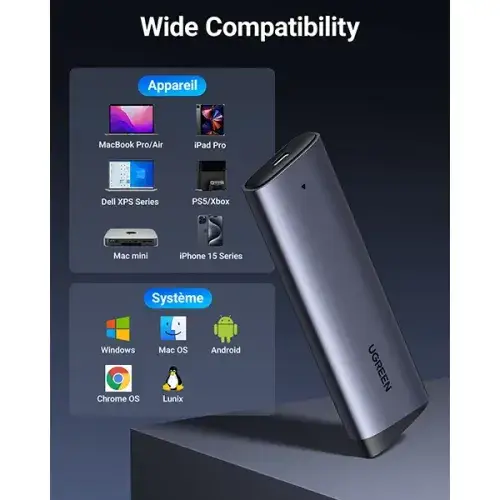 Wide Compatibility
Appareil
MacBook Pro/Air
iPad Pro
Dell XPS Series
PS5/Xbox
Mac mini
iPhone 15 Series
Système
Windows
Mac OS
Android
Chrome OS
Lunix
UGREEN